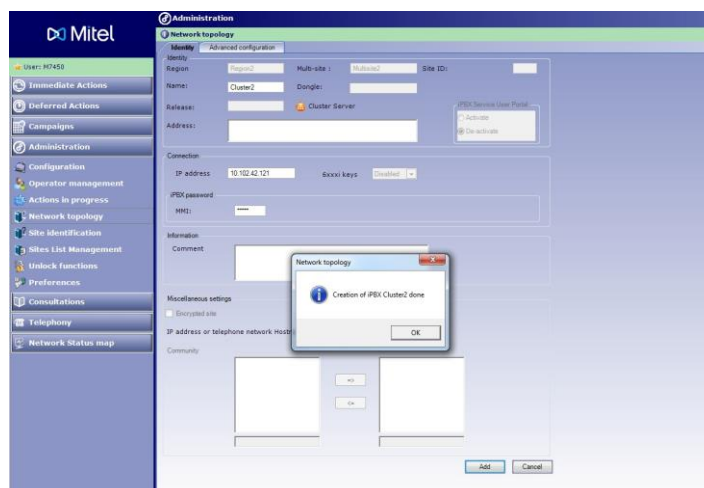 Mitel
User: M7450
Immediate Actions
Deferred Actions
Campaigns
Administration
Configuration
Operator management
Actions in progress
Network topology
Site identification
Sites List Management
Unlock functions
Preferences
Consultations
Telephony
Network Status map
Administration
Network topology
Identity Advanced configuration
Identity
Region Region2 Multi-site : Multisite2 Site ID:
Name: Cluster2 Dongle:
Release: Cluster Server
iPBX Service User Portal
Activate
De-activate
Address:
Connection
IP address 10.102.42.121 6xxxi keys Disabled
iPBX password
MMI: *****
Information
Comment
Network topology
Creation of iPBX Cluster2 done
OK
Miscellaneous settings
Encrypted site
IP address or telephone network
Community
=>
<=
Add Cancel